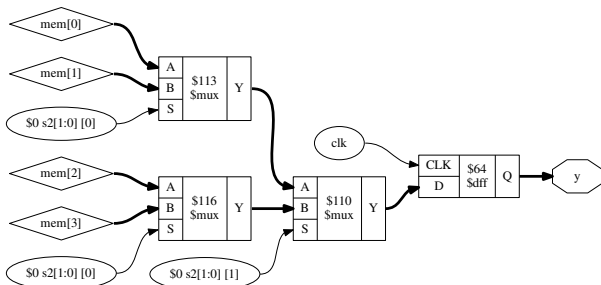 mem[0]
mem[1]
$0 s2[1:0] [0]
A
B
S
$113
$mux
Y
mem[2]
mem[3]
$0 s2[1:0] [0]
A
B
S
$116
$mux
Y
$0 s2[1:0] [1]
A
B
S
$110
$mux
Y
clk
CLK
D
$64
$dff
Q
y